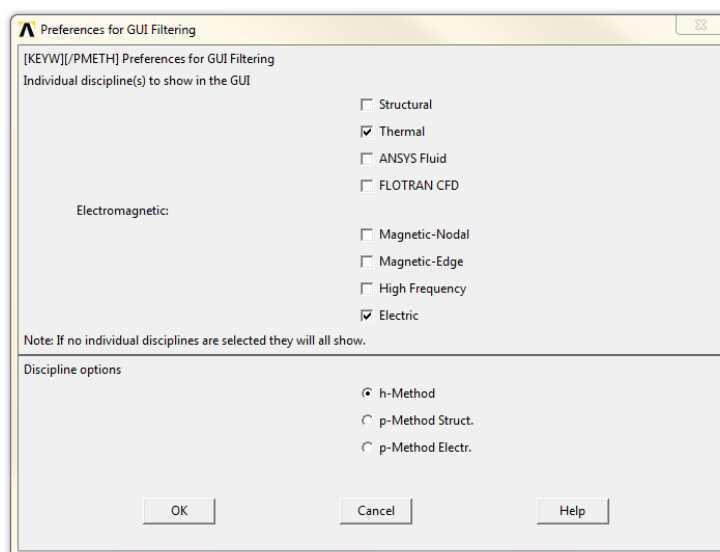 Preferences for GUI Filtering
[KEYW][/PMETH] Preferences for GUI Filtering
Individual discipline(s) to show in the GUI
Structural
Thermal
ANSYS Fluid
FLOTRAN CFD
Electromagnetic:
Magnetic-Nodal
Magnetic-Edge
High Frequency
Electric
Note: If no individual disciplines are selected they will all show.
Discipline options
h-Method
p-Method Struct.
p-Method Electr.
OK Cancel Help